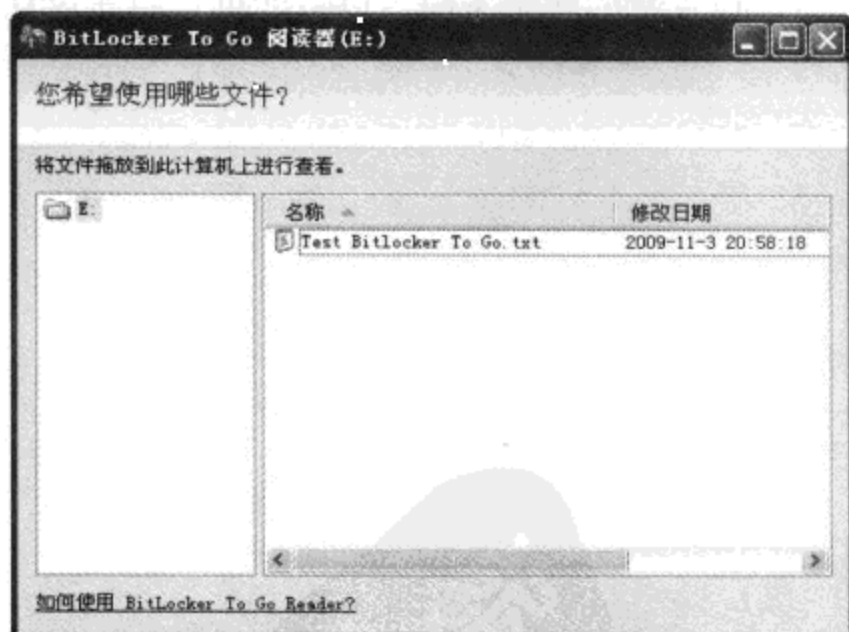 BitLocker To Go 阅读器(E:)
您希望使用哪些文件?
将文件拖放到此计算机上进行查看。
E:
名称 修改日期
Test Bitlocker To Go.txt 2009-11-3 20:58:18
如何使用 BitLocker To Go Reader?